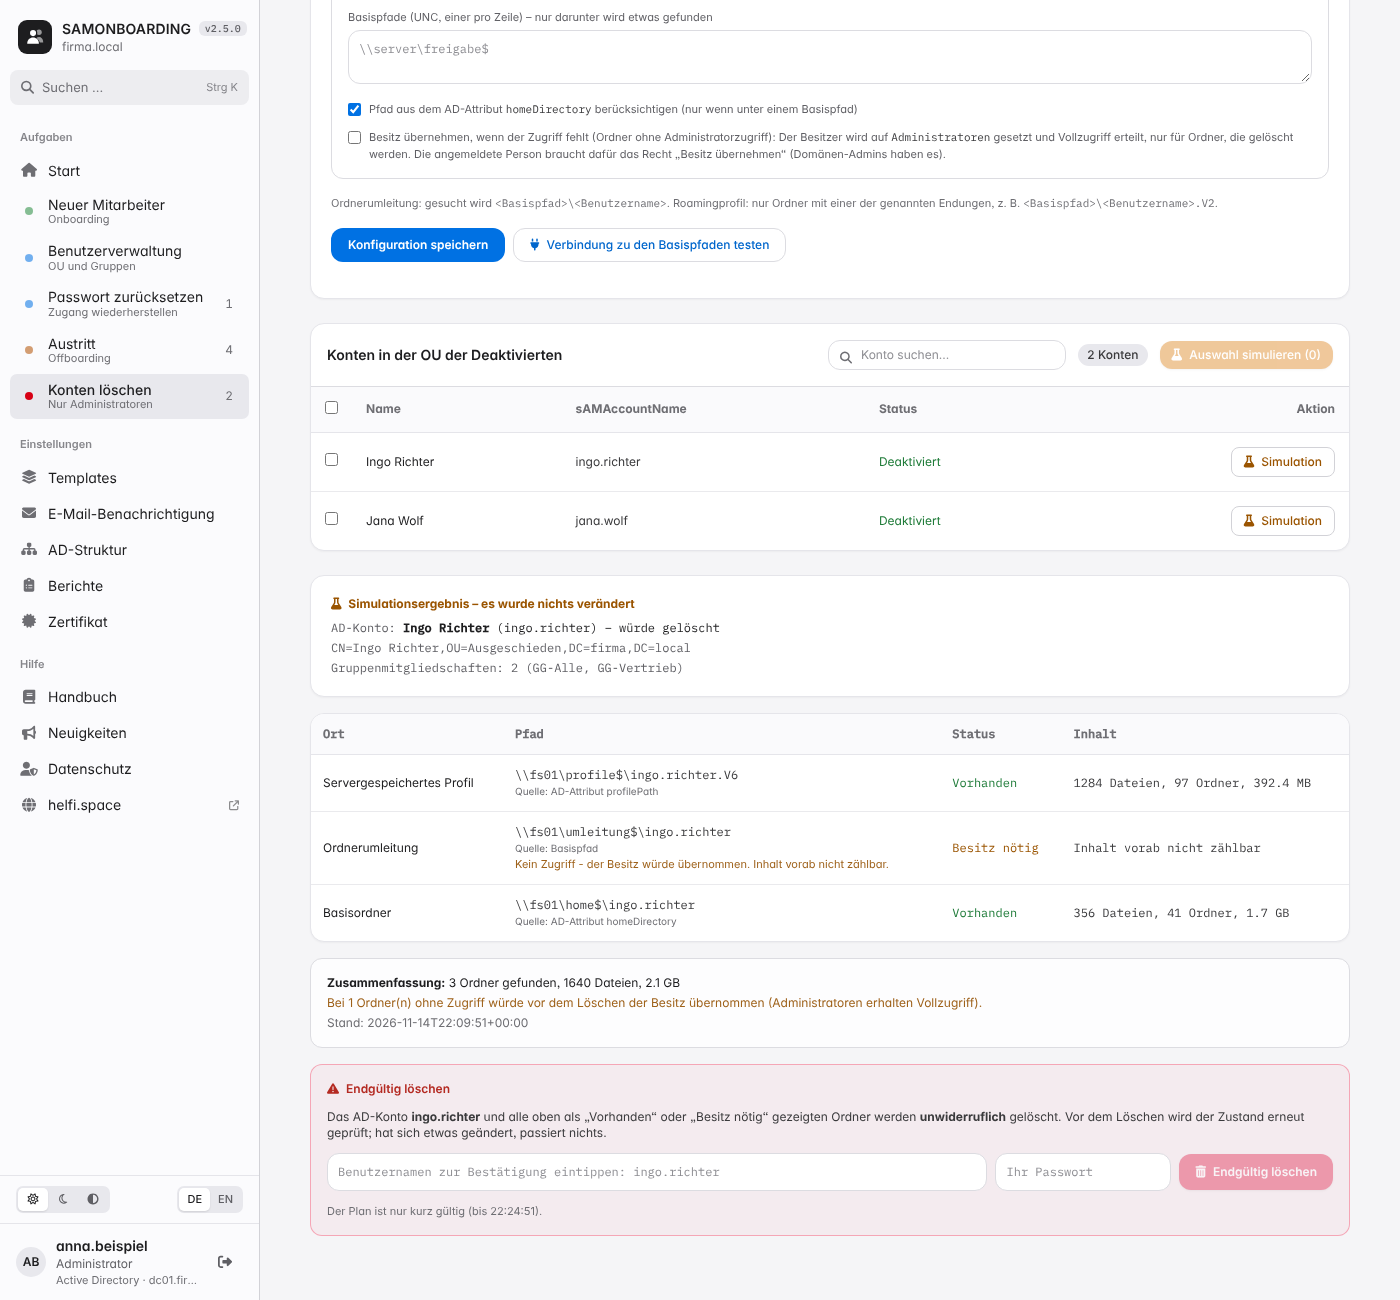 SAMONBOARDING v2.5.0
firma.local
Suchen ... Strg K
Aufgaben
Start
Neuer Mitarbeiter
Onboarding
Benutzerverwaltung
OU und Gruppen
Passwort zurücksetzen 1
Zugang wiederherstellen
Austritt 4
Offboarding
Konten löschen 2
Nur Administratoren
Einstellungen
Templates
E-Mail-Benachrichtigung
AD-Struktur
Berichte
Zertifikat
Hilfe
Handbuch
Neuigkeiten
Datenschutz
helfi.space
DE EN
AB
anna.beispiel
Administrator
Active Directory · dc01.fir...
Basispfade (UNC, einer pro Zeile) – nur darunter wird etwas gefunden
\\server\freigabe$
Pfad aus dem AD-Attribut homeDirectory berücksichtigen (nur wenn unter einem Basispfad)
Besitz übernehmen, wenn der Zugriff fehlt (Ordner ohne Administratorzugriff): Der Besitzer wird auf Administratoren gesetzt und Vollzugriff erteilt, nur für Ordner, die gelöscht
werden. Die angemeldete Person braucht dafür das Recht „Besitz übernehmen“ (Domänen-Admins haben es).
Ordnerumleitung: gesucht wird <Basispfad>\<Benutzername>. Roamingprofil: nur Ordner mit einer der genannten Endungen, z. B. <Basispfad>\<Benutzername>.V2.
Konfiguration speichern Verbindung zu den Basispfaden testen
Konten in der OU der Deaktivierten Konto suchen... 2 Konten Auswahl simulieren (0)
Name sAMAccountName Status Aktion
Ingo Richter ingo.richter Deaktiviert Simulation
Jana Wolf jana.wolf Deaktiviert Simulation
Simulationsergebnis – es wurde nichts verändert
AD-Konto: Ingo Richter (ingo.richter) – würde gelöscht
CN=Ingo Richter,OU=Ausgeschieden,DC=firma,DC=local
Gruppenmitgliedschaften: 2 (GG-Alle, GG-Vertrieb)
Ort Pfad Status Inhalt
Servergespeichertes Profil \\fs01\profile$\ingo.richter.V6 Vorhanden 1284 Dateien, 97 Ordner, 392.4 MB
Quelle: AD-Attribut profilePath
Ordnerumleitung \\fs01\umleitung$\ingo.richter Besitz nötig Inhalt vorab nicht zählbar
Quelle: Basispfad
Kein Zugriff - der Besitz würde übernommen. Inhalt vorab nicht zählbar.
Basisordner \\fs01\home$\ingo.richter Vorhanden 356 Dateien, 41 Ordner, 1.7 GB
Quelle: AD-Attribut homeDirectory
Zusammenfassung: 3 Ordner gefunden, 1640 Dateien, 2.1 GB
Bei 1 Ordner(n) ohne Zugriff würde vor dem Löschen der Besitz übernommen (Administratoren erhalten Vollzugriff).
Stand: 2026-11-14T22:09:51+00:00
Endgültig löschen
Das AD-Konto ingo.richter und alle oben als „Vorhanden“ oder „Besitz nötig“ gezeigten Ordner werden unwiderruflich gelöscht. Vor dem Löschen wird der Zustand erneut
geprüft; hat sich etwas geändert, passiert nichts.
Benutzernamen zur Bestätigung eintippen: ingo.richter Ihr Passwort Endgültig löschen
Der Plan ist nur kurz gültig (bis 22:24:51).